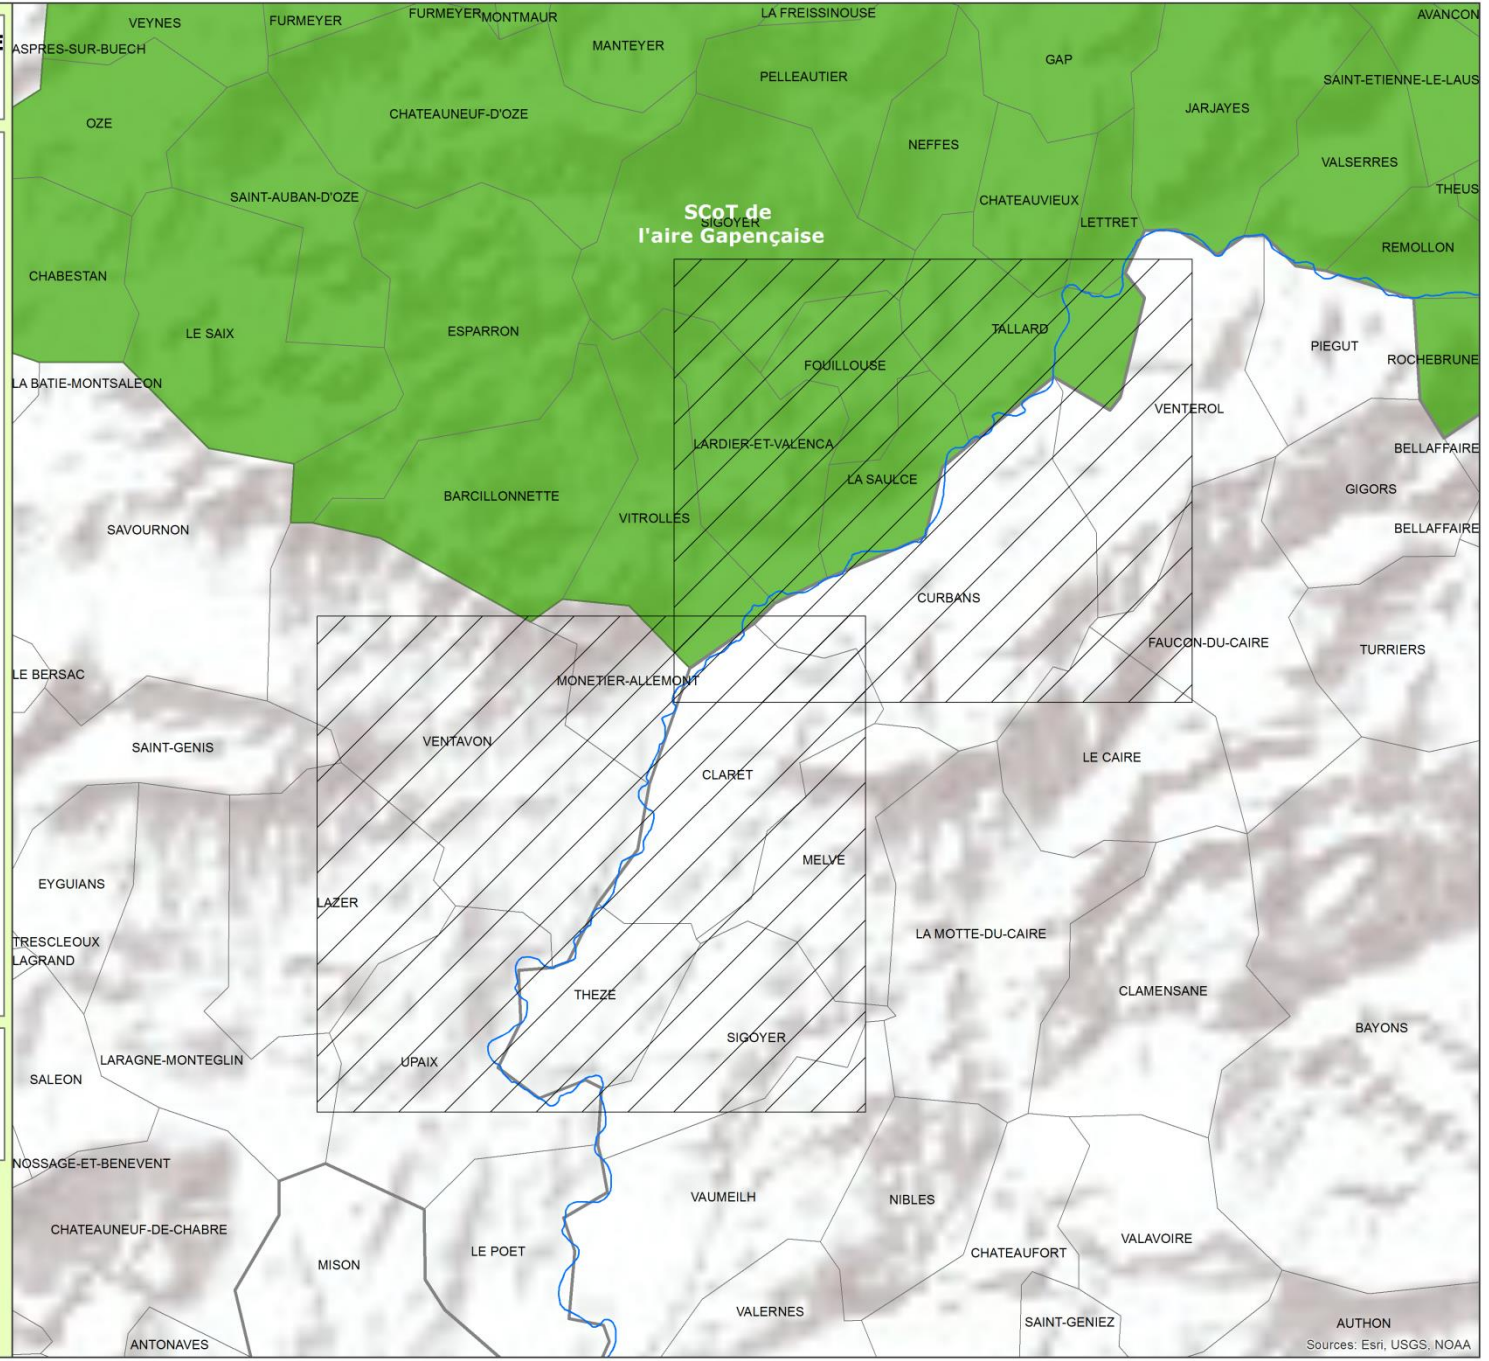 VEYNES
FURMEYER
FURMEYER
MONTMAUR
LA FREISSINOUSE
AVANCON
ASPRES-SUR-BUECH
MANTEYER
GAP
PELLEAUTIER
SAINT-ETIENNE-LE-LAUS
OZE
CHATEAUNEUF-D'OZE
JARJAYES
NEFFES
VALSERRES
THEUS
SAINT-AUBAN-D'OZE
CHATEAUVIEUX
SCoT de
SIGOYER
l'aire Gapençaise
LETTRET
REMOLLON
CHABESTAN
LE SAIX
ESPARRON
TALLARD
PIEGUT
ROCHEBRUNE
FOUILLOUSE
LA BATIE-MONTSALEON
VENTEROL
LARDIER-ET-VALENCA
BELLAFFAIRE
LA SAULCE
GIGORS
BARCILLONNETTE
VITROLLES
SAVOURNON
BELLAFFAIRE
CURBANS
FAUCON-DU-CAIRE
TURRIERS
LE BERSAC
MONETIER-ALLEMONT
SAINT-GENIS
VENTAVON
LE CAIRE
CLARET
MELVE
EYGUIANS
LAZER
TRESCLEOUX
LA MOTTE-DU-CAIRE
LAGRAND
THEZE
CLAMENSANE
BAYONS
SIGOYER
LARAGNE-MONTEGLIN
UPAIX
SALEON
NOSSAGE-ET-BENEVENT
VAUMEILH
NIBLES
CHATEAUNEUF-DE-CHABRE
VALAVOIRE
LE POET
CHATEAUFORT
MISON
VALERNES
SAINT-GENIEZ
AUTHON
ANTONAVES
Sources: Esri, USGS, NOAA